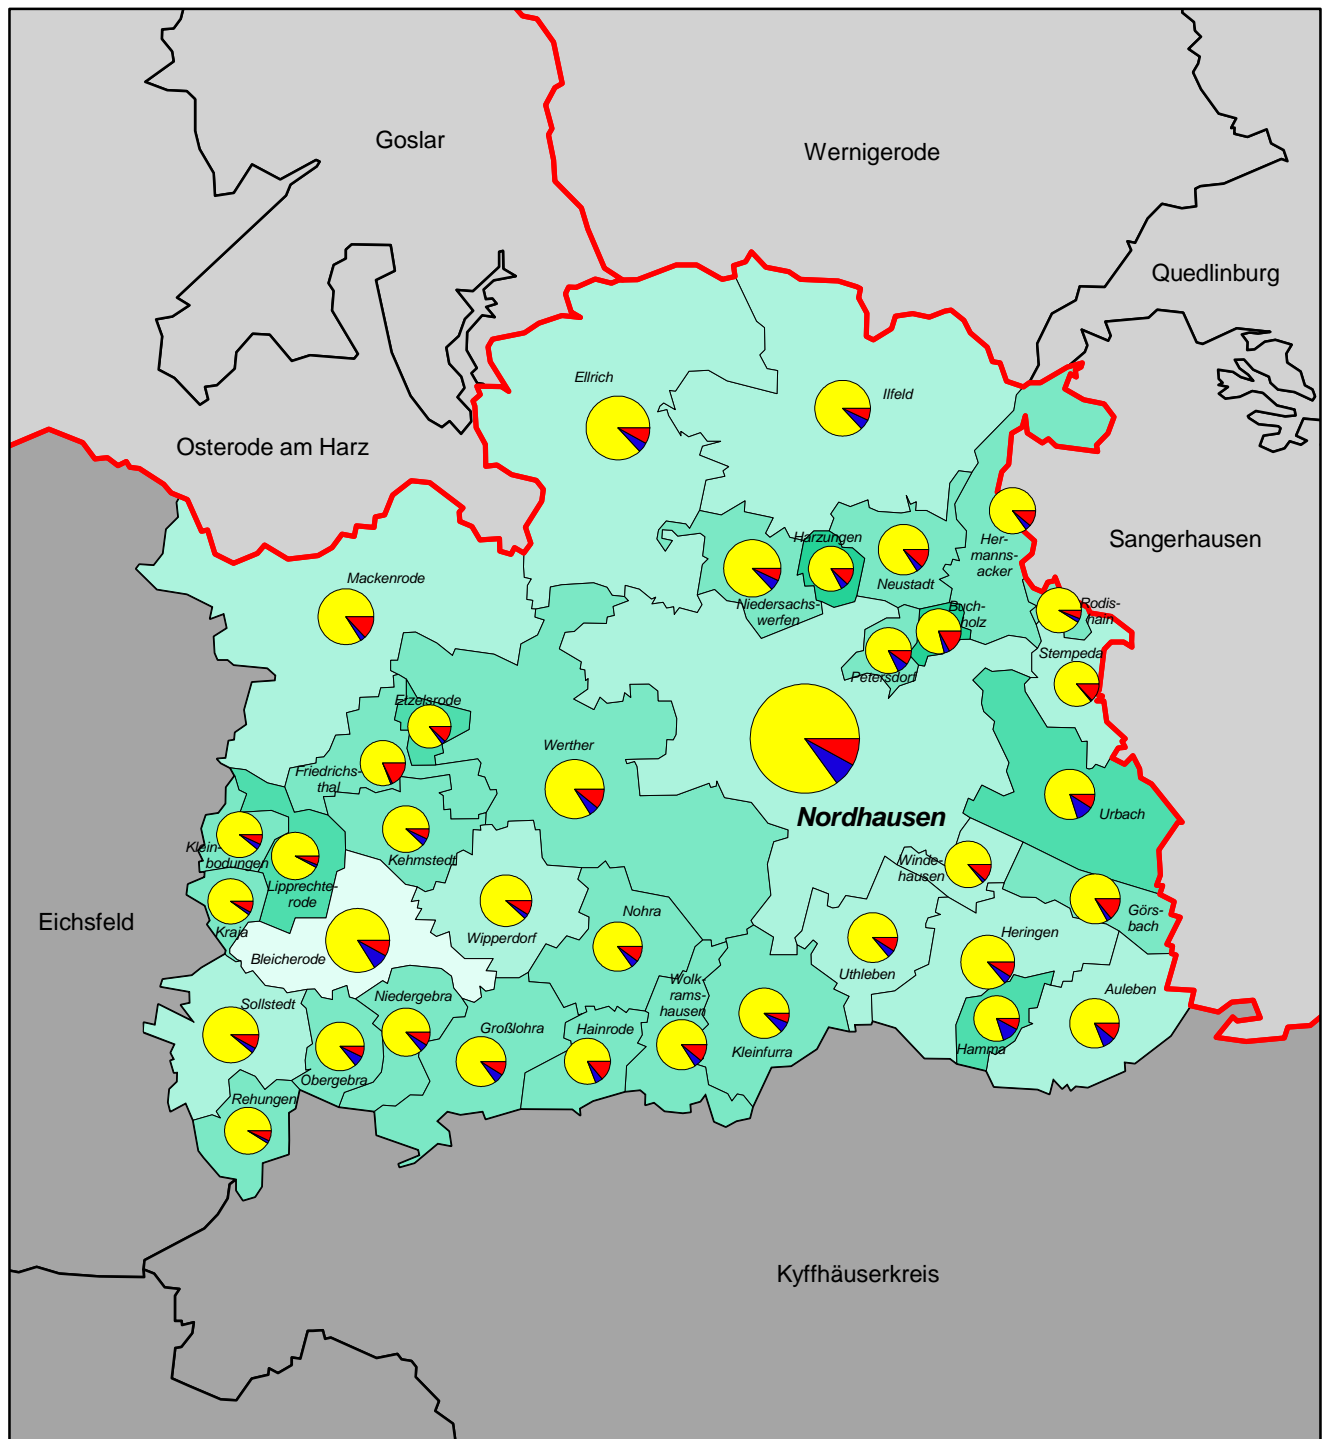 Goslar
Wernigerode
Quedlinburg
Ellrich
Ilfeld
Osterode am Harz
Sangerhausen
Harzungen
Her-
manns-
acker
Mackenrode
Neustadt
Niedersachs-
werfen
Buch-
holz
Rodis-
hain
Stempeda
Petersdorf
Etzelsrode
Werther
Friedrichs-
thal
Nordhausen
Urbach
Klein-
bodungen
Kehmstedt
Winde-
hausen
Lipprechte-
rode
Görs-
bach
Eichsfeld
Kraja
Nohra
Wipperdorf
Heringen
Bleicherode
Uthleben
Wolk-
rams-
hausen
Auleben
Sollstedt
Niedergebra
Großlohra
Hainrode
Kleinfurra
Hamma
Obergebra
Rehungen
Kyffhäuserkreis